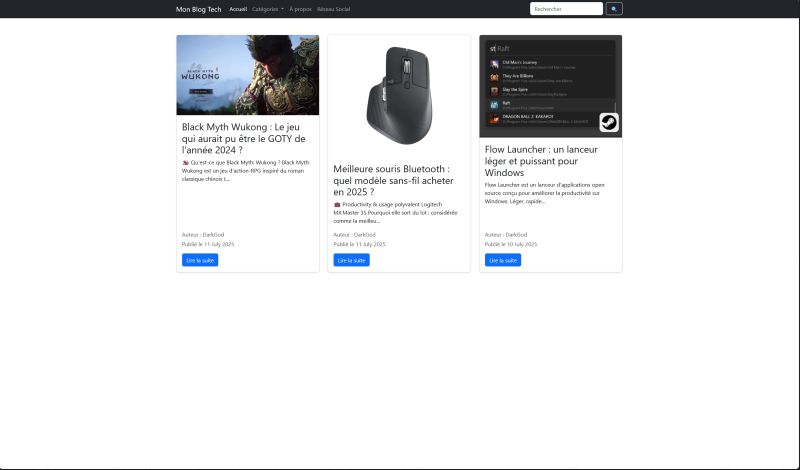 Mon Blog Tech Accueil Catégories À propos Réseau Social Rechercher
BLACK MYTH
WUKONG
Black Myth Wukong : Le jeu
qui aurait pu être le GOTY de
l'année 2024 ?
Qu'est-ce que Black Myth: Wukong ? Black Myth:
Wukong est un jeu d'action-RPG inspiré du roman
classique chinois L...
Auteur : DarkGod
Publié le 11 July 2025
Lire la suite
Meilleure souris Bluetooth :
quel modèle sans-fil acheter
en 2025 ?
Productivity & usage polyvalent Logitech
MX Master 3S Pourquoi elle sort du lot : considérée
comme la meilleu...
Auteur : DarkGod
Publié le 11 July 2025
Lire la suite
st Raft
Old Man's Journey
They Are Billions
Slay the Spire
Raft
DRAGON BALL Z: KAKAROT
Flow Launcher : un lanceur
léger et puissant pour
Windows
Flow Launcher est un lanceur d'applications open
source conçu pour améliorer la productivité sur
Windows. Léger, rapide...
Auteur : DarkGod
Publié le 10 July 2025
Lire la suite